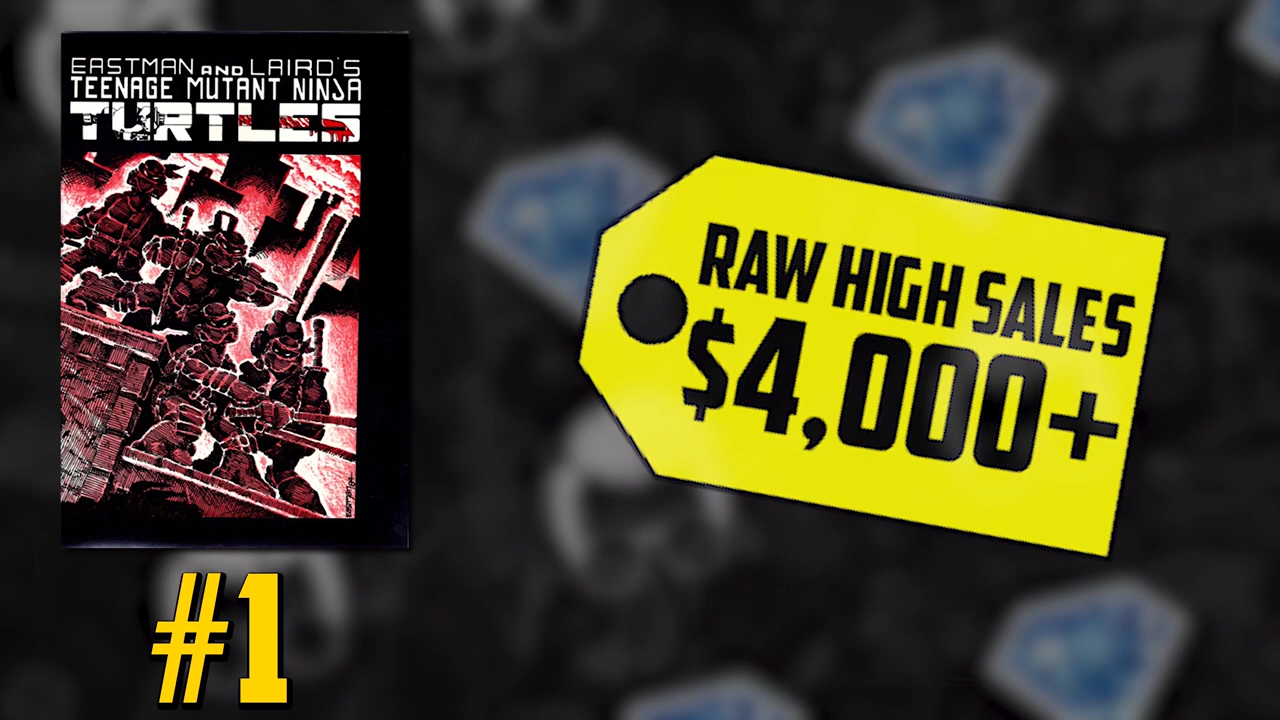 EASTMAN AND LAIRD'S
TEENAGE MUTANT NINJA
TURTLES
#1
RAW HIGH SALES
$4,000+